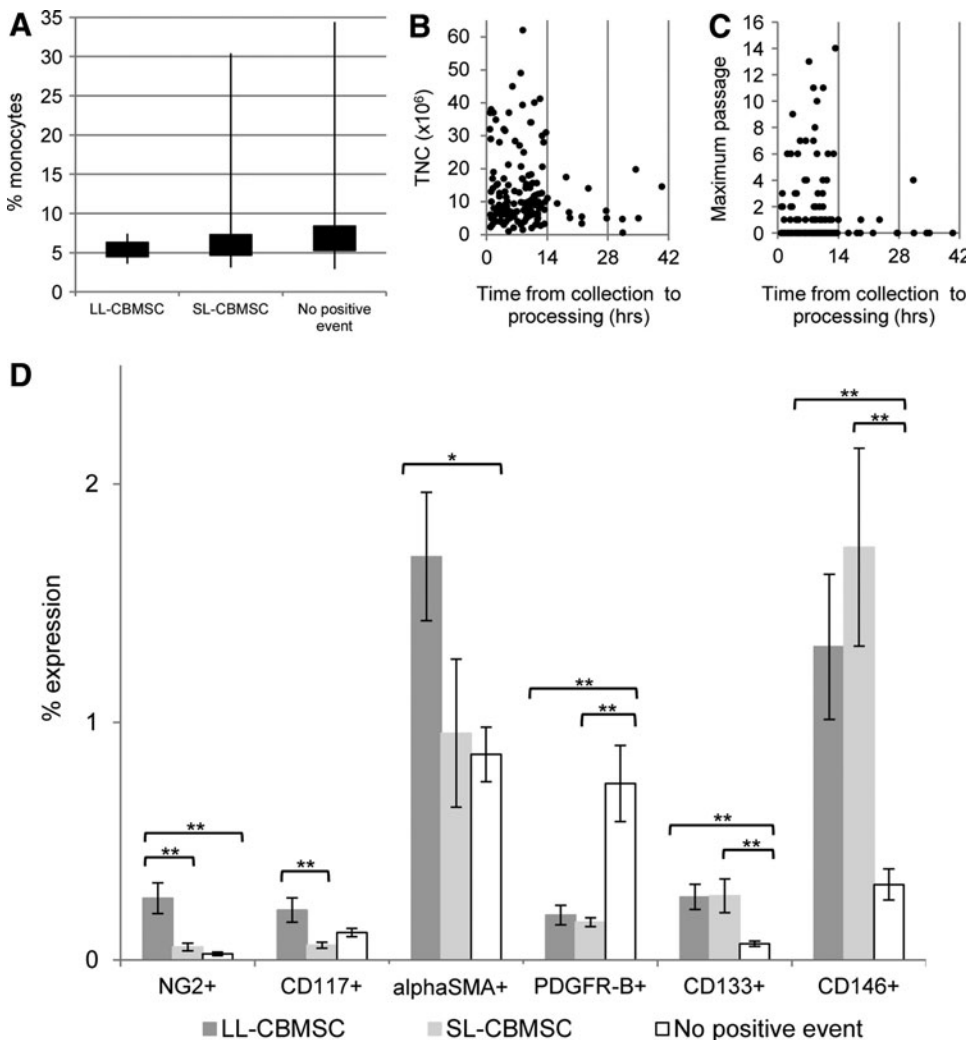 A
35
30
25
20
15
10
5
0
% monocytes
LL-CBMSC SL-CBMSC No positive
event
B
60
50
40
30
20
10
0
TNC (x10⁶)
0 14 28 42
Time from collection to
processing (hrs)
C
16
14
12
10
8
6
4
2
0
Maximum passage
0 14 28 42
Time from collection to
processing (hrs)
D
2
1
0
% expression
**
**
**
*
**
**
**
**
**
**
NG2+ CD117+ alphaSMA+ PDGFR-B+ CD133+ CD146+
LL-CBMSC SL-CBMSC No positive event